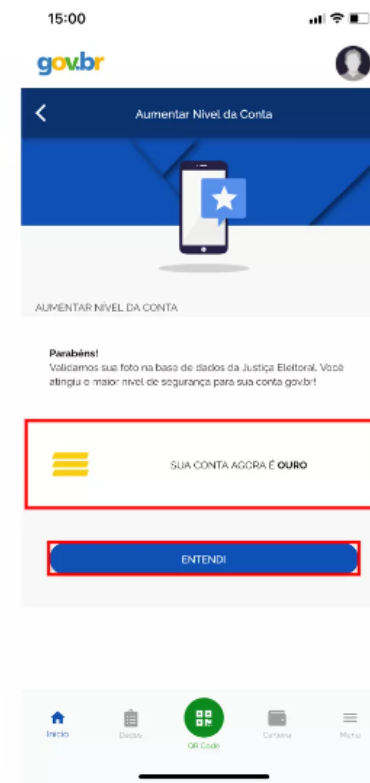 15:00
gov.br
Aumentar Nível da Conta
AUMENTAR NÍVEL DA CONTA
Parabéns!
Validamos sua foto na base de dados da Justiça Eleitoral. Você
atingiu o maior nível de segurança para sua conta gov.br!
SUA CONTA AGORA É OURO
ENTENDI
Início Dados QR Code Carteira Menu